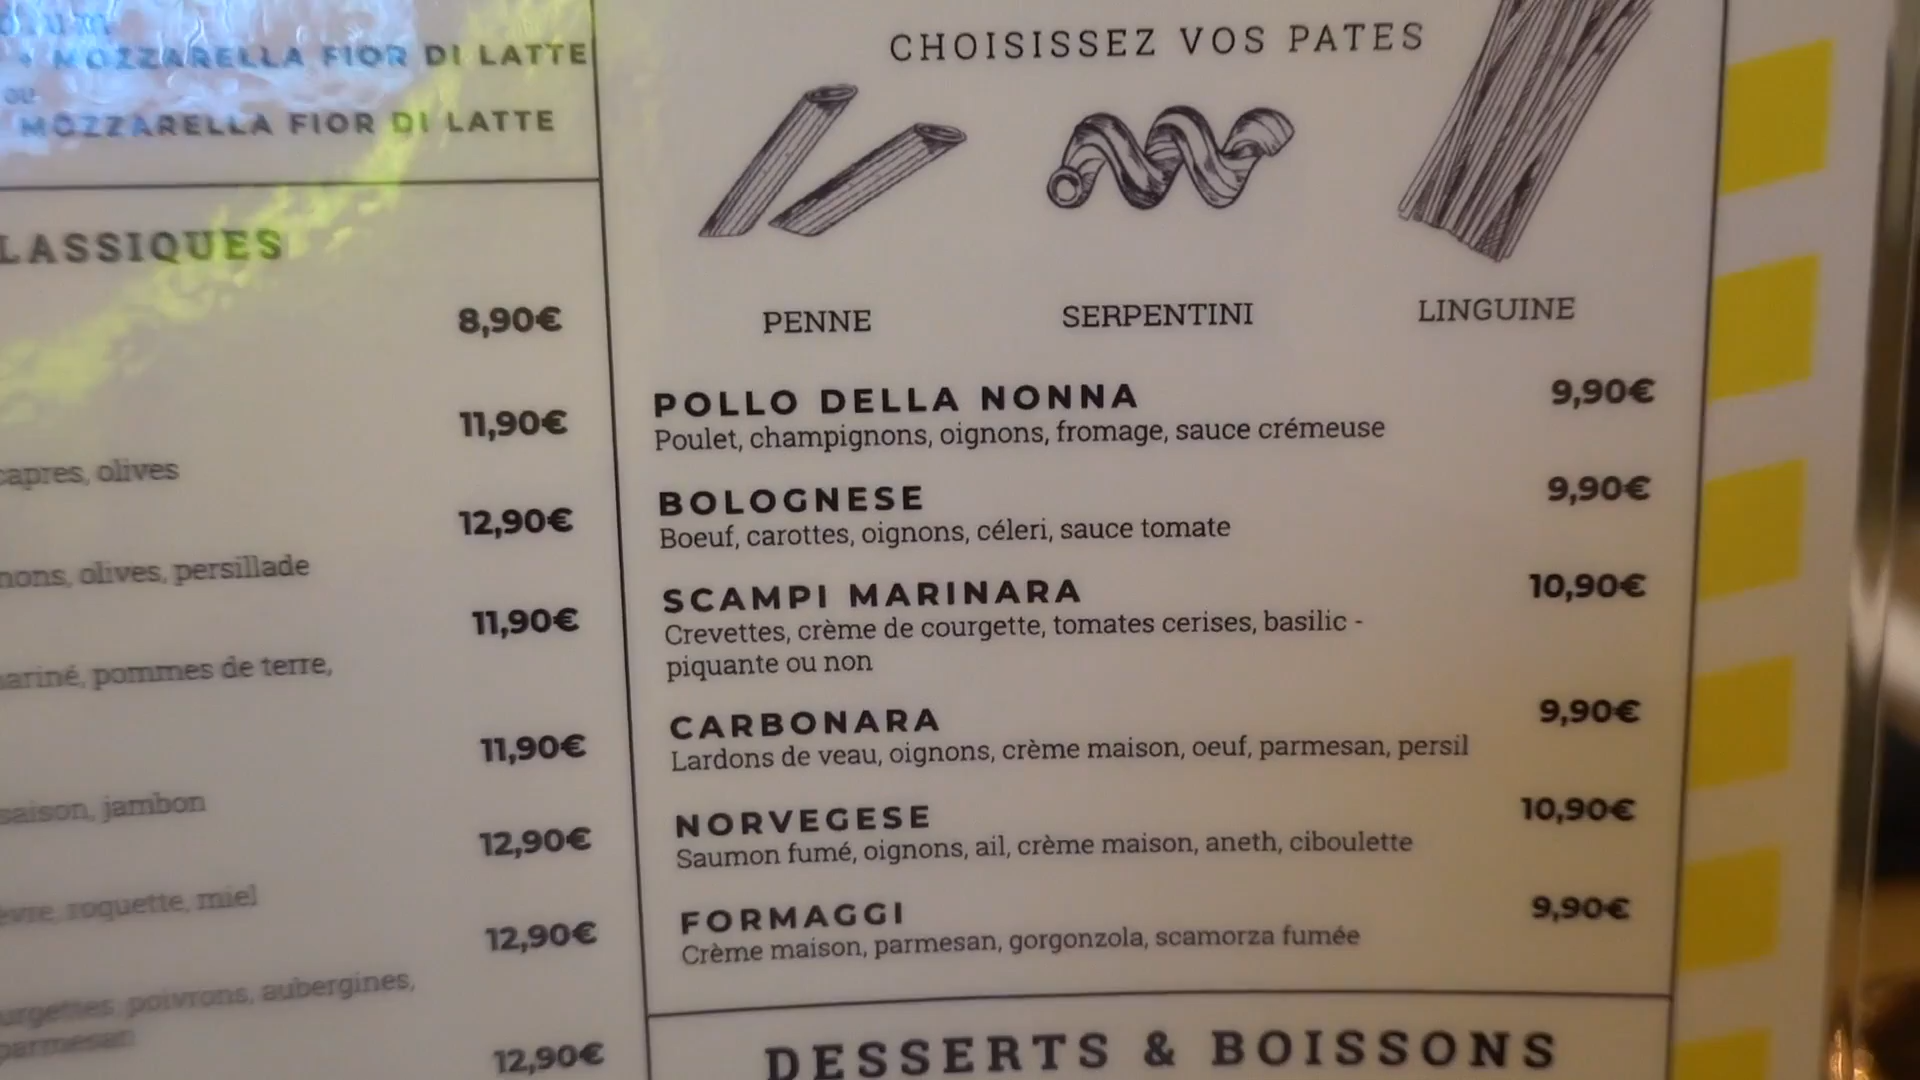 + MOZZARELLA FIOR DI LATTE
ou
MOZZARELLA FIOR DI LATTE
LASSIQUES
8,90€
11,90€
capres, olives
12,90€
olives, persillade
11,90€
mariné, pommes de terre,
11,90€
saison, jambon
12,90€
roquette, miel
12,90€
poivrons, aubergines,
parmesan
12,90€
CHOISISSEZ VOS PATES
PENNE SERPENTINI LINGUINE
POLLO DELLA NONNA 9,90€
Poulet, champignons, oignons, fromage, sauce crémeuse
BOLOGNESE 9,90€
Boeuf, carottes, oignons, céleri, sauce tomate
SCAMPI MARINARA 10,90€
Crevettes, crème de courgette, tomates cerises, basilic -
piquante ou non
CARBONARA 9,90€
Lardons de veau, oignons, crème maison, oeuf, parmesan, persil
NORVEGESE 10,90€
Saumon fumé, oignons, ail, crème maison, aneth, ciboulette
FORMAGGI 9,90€
Crème maison, parmesan, gorgonzola, scamorza fumée
DESSERTS & BOISSONS